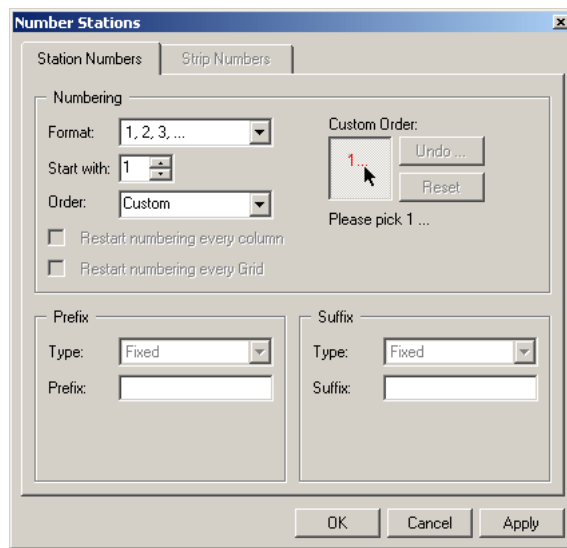 Number Stations
Station Numbers
Strip Numbers
Numbering
Format:
1, 2, 3, ...
Start with:
1
Order:
Custom
Restart numbering every column
Restart numbering every Grid
Custom Order:
1...
Undo ...
Reset
Please pick 1 ...
Prefix
Type:
Fixed
Prefix:
Suffix
Type:
Fixed
Suffix:
OK
Cancel
Apply